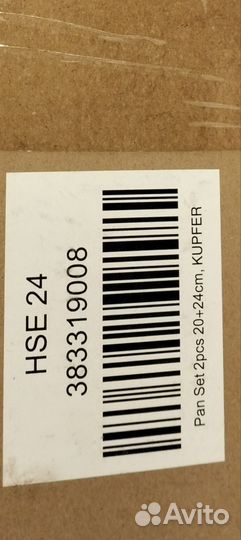 HSE 24
383319008
Pan Set 2pcs 20+24cm, KUPFER
Avito